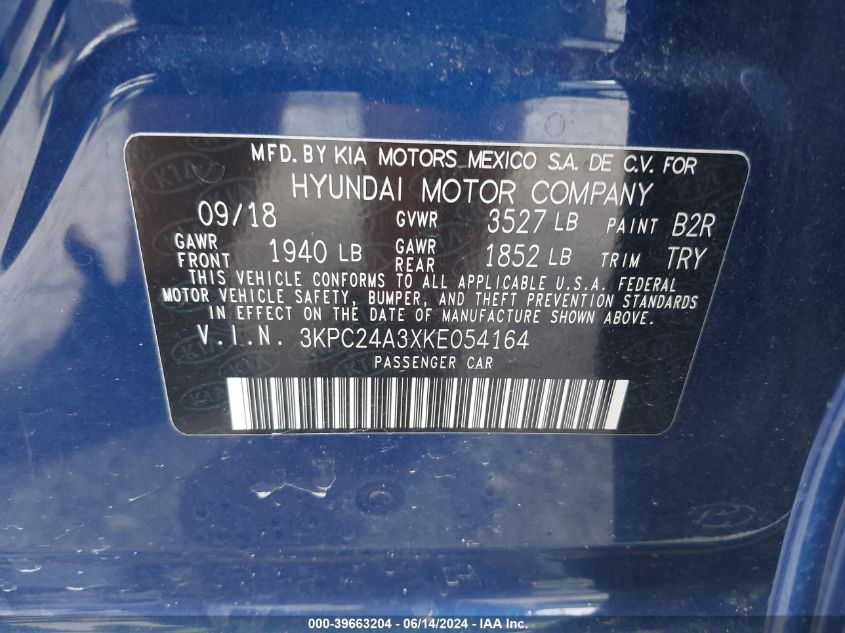 MFD. BY KIA MOTORS MEXICO S.A. DE C.V. FOR
HYUNDAI MOTOR COMPANY
09/18 GVWR 3527 LB PAINT B2R
GAWR FRONT 1940 LB GAWR REAR 1852 LB TRIM TRY
THIS VEHICLE CONFORMS TO ALL APPLICABLE U.S.A. FEDERAL
MOTOR VEHICLE SAFETY, BUMPER, AND THEFT PREVENTION STANDARDS
IN EFFECT ON THE DATE OF MANUFACTURE SHOWN ABOVE.
V.I.N. 3KPC24A3XKE054164
PASSENGER CAR
000-39663204 - 06/14/2024 - IAA Inc.